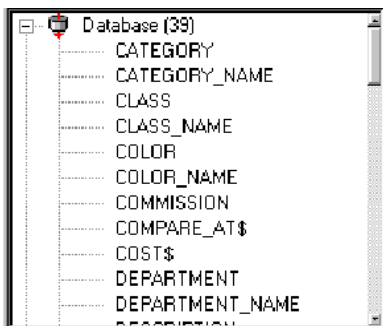 Database (39)
CATEGORY
CATEGORY_NAME
CLASS
CLASS_NAME
COLOR
COLOR_NAME
COMMISSION
COMPARE_AT$
COST$
DEPARTMENT
DEPARTMENT_NAME